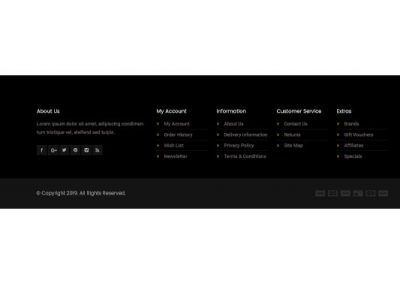 About Us
Lorem ipsum dolor sit amet, adipiscing condimen
tum tristique vel, eleifend sed turpis.
My Account
My Account
Order History
Wish List
Newsletter
Information
About Us
Delivery Information
Privacy Policy
Terms & Conditions
Customer Service
Contact Us
Returns
Site Map
Extras
Brands
Gift Vouchers
Affiliates
Specials
© Copyright 2019. All Rights Reserved.